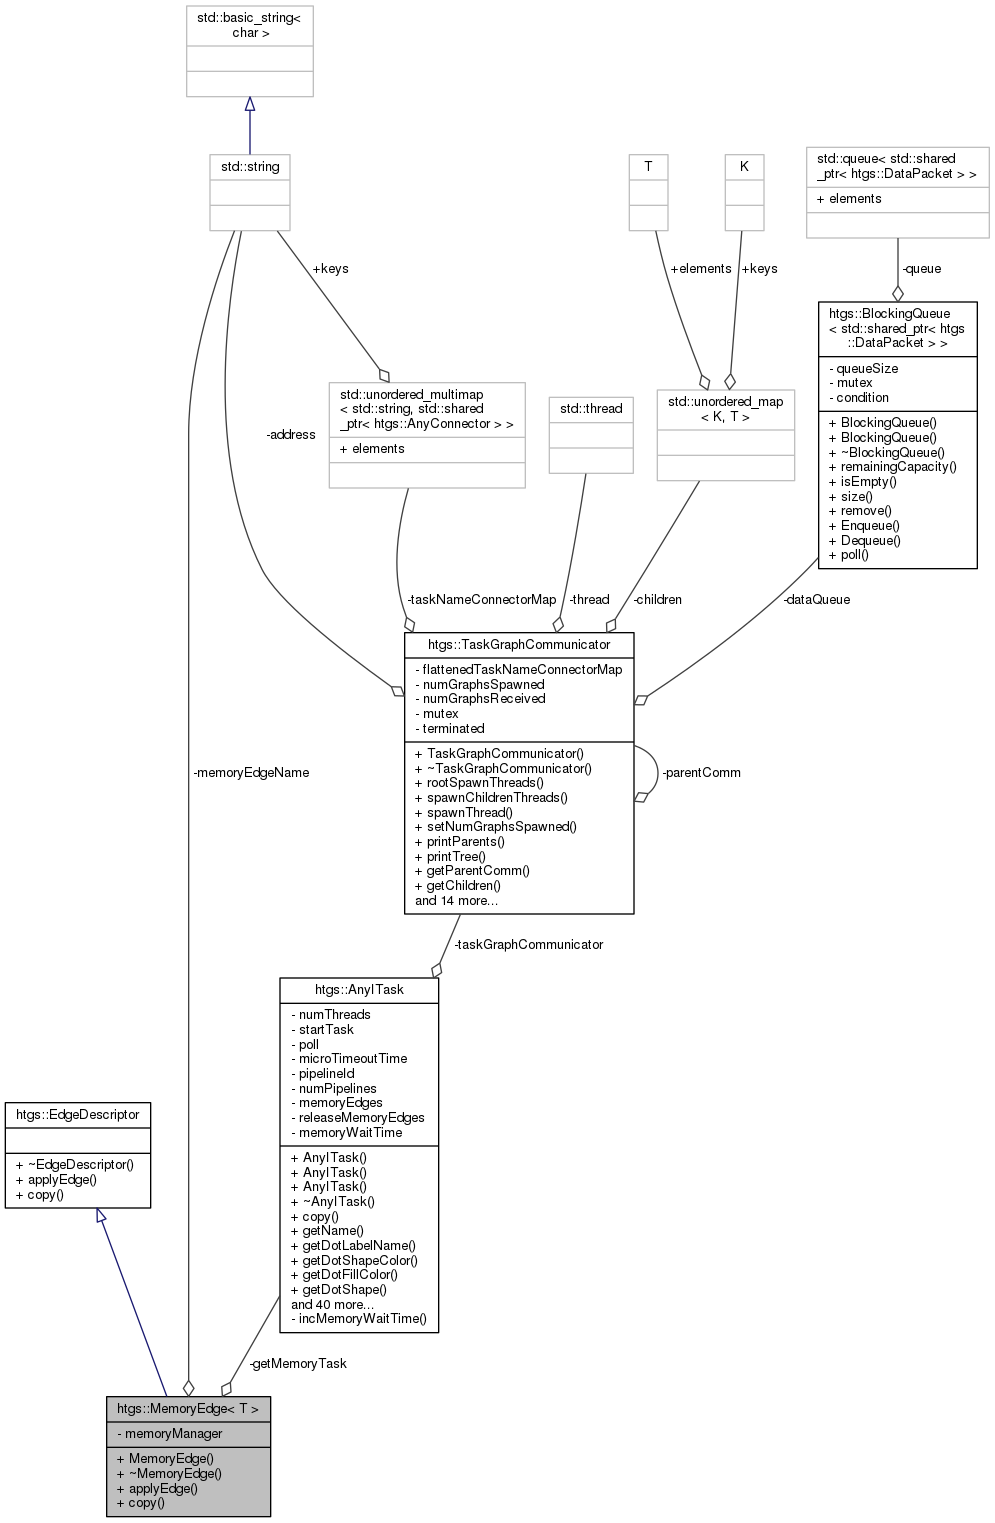 std::basic_string<
char >
std::string
T
K
std::queue< std::shared
_ptr< htgs::DataPacket > >
+ elements
+keys
+elements
+keys
-queue
htgs::BlockingQueue
< std::shared_ptr< htgs
::DataPacket > >
- queueSize
- mutex
- condition
+ BlockingQueue()
+ BlockingQueue()
+ ~BlockingQueue()
+ remainingCapacity()
+ isEmpty()
+ size()
+ remove()
+ Enqueue()
+ Dequeue()
+ poll()
std::unordered_multimap
< std::string, std::shared
_ptr< htgs::AnyConnector > >
+ elements
std::thread
std::unordered_map
< K, T >
-address
-taskNameConnectorMap
-thread
-children
-dataQueue
htgs::TaskGraphCommunicator
- flattenedTaskNameConnectorMap
- numGraphsSpawned
- numGraphsReceived
- mutex
- terminated
+ TaskGraphCommunicator()
+ ~TaskGraphCommunicator()
+ rootSpawnThreads()
+ spawnChildrenThreads()
+ spawnThread()
+ setNumGraphsSpawned()
+ printParents()
+ printTree()
+ getParentComm()
+ getChildren()
and 14 more...
-memoryEdgeName
-parentComm
-taskGraphCommunicator
htgs::AnyITask
- numThreads
- startTask
- poll
- microTimeoutTime
- pipelineId
- numPipelines
- memoryEdges
- releaseMemoryEdges
- memoryWaitTime
+ AnyITask()
+ AnyITask()
+ AnyITask()
+ ~AnyITask()
+ copy()
+ getName()
+ getDotLabelName()
+ getDotShapeColor()
+ getDotFillColor()
+ getDotShape()
and 40 more...
- incMemoryWaitTime()
htgs::EdgeDescriptor
+ ~EdgeDescriptor()
+ applyEdge()
+ copy()
-getMemoryTask
htgs::MemoryEdge< T >
- memoryManager
+ MemoryEdge()
+ ~MemoryEdge()
+ applyEdge()
+ copy()